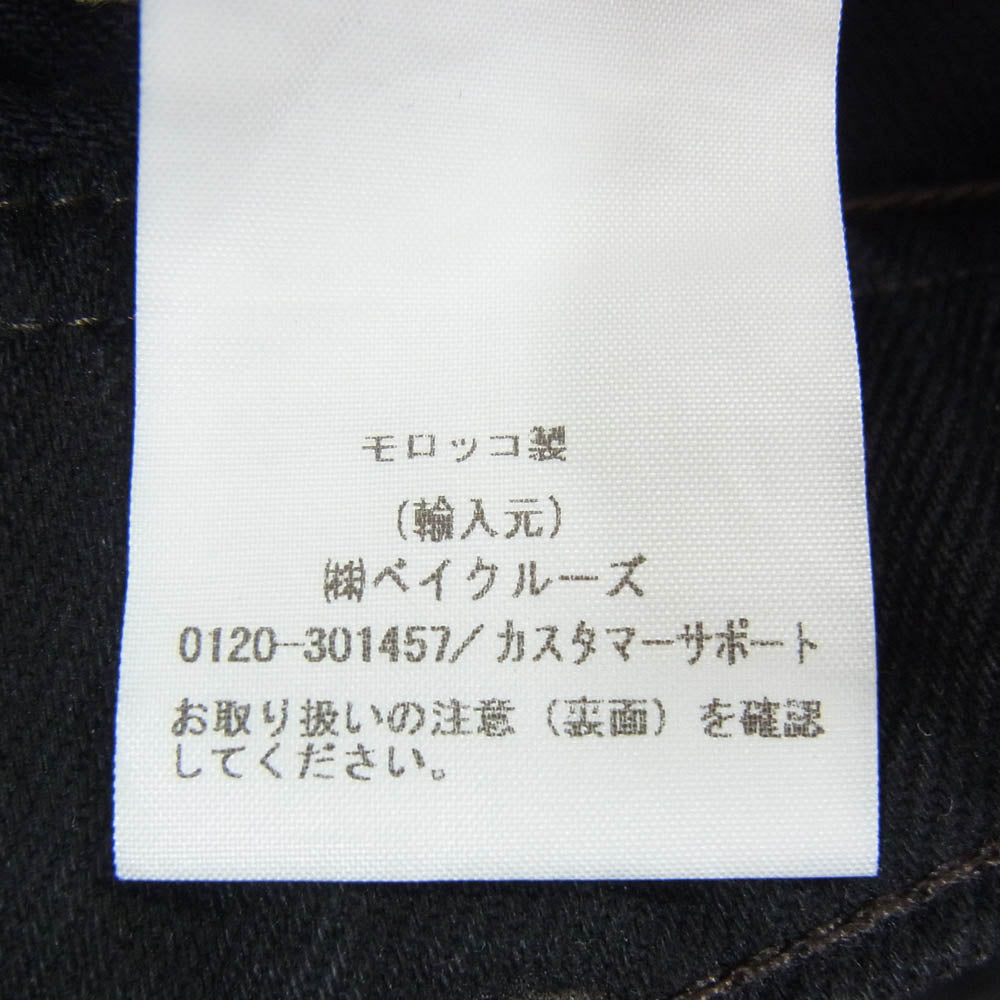 モロッコ製
(輸入元)
㈱ベイクルーズ
0120-301457/カスタマーサポート
お取り扱いの注意（裏面）を確認
してください。